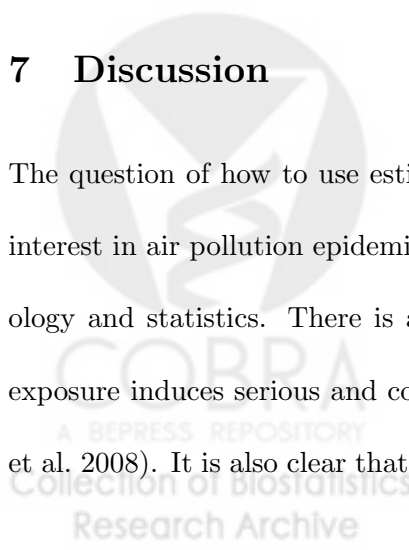 7 Discussion
The question of how to use esti
interest in air pollution epidemi
ology and statistics. There is a
COBRA
exposure induces serious and co
A BEPRESS REPOSITORY
et al. 2008). It is also clear that
Collection of Biostatistics
Research Archive